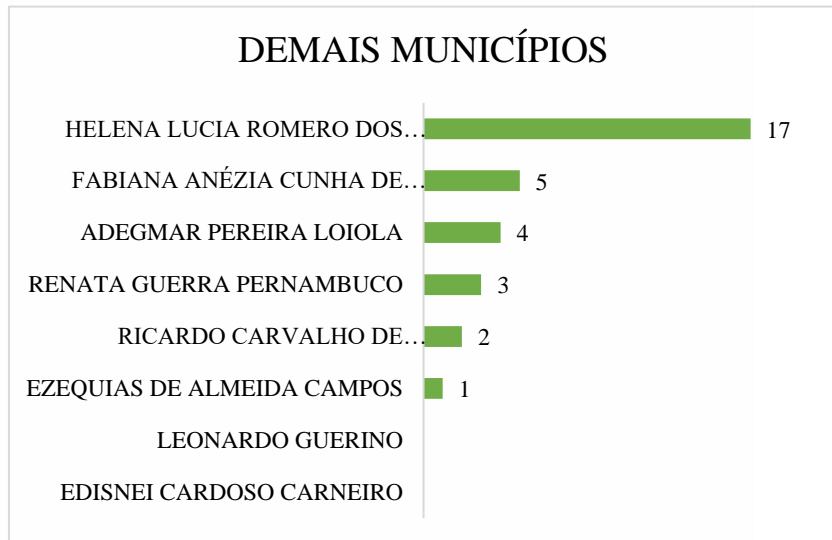 DEMAIS MUNICÍPIOS
HELENA LUCIA ROMERO DOS… 17
FABIANA ANÉZIA CUNHA DE… 5
ADEGMAR PEREIRA LOIOLA 4
RENATA GUERRA PERNAMBUCO 3
RICARDO CARVALHO DE… 2
EZEQUIAS DE ALMEIDA CAMPOS 1
LEONARDO GUERINO
EDISNEI CARDOSO CARNEIRO